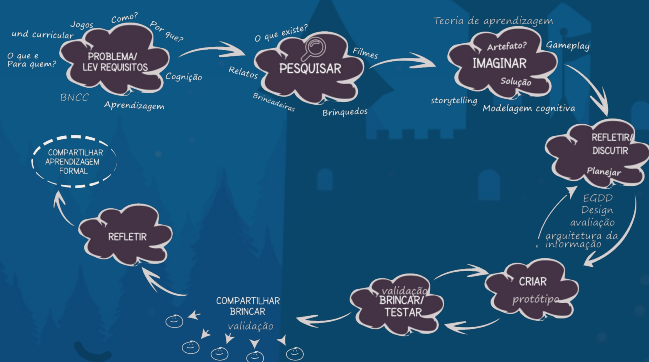 Jogos
Como?
Por que?
und curricular
O que e
Para quem?
PROBLEMA/
LEV REQUISITOS
Cognição
BNCC
Aprendizagem
O que existe?
Filmes
PESQUISAR
Relatos
Brincadeiras
Brinquedos
Teoria de aprendizagem
Artefato?
Gameplay
IMAGINAR
Solução
storytelling
Modelagem cognitiva
REFLETIR/
DISCUTIR
Planejar
EGDD
Design
avaliação
arquitetura da
informação
CRIAR
protótipo
validação
BRINCAR/
TESTAR
COMPARTILHAR
BRINCAR
validação
REFLETIR
COMPARTILHAR
APRENDIZAGEM
FORMAL